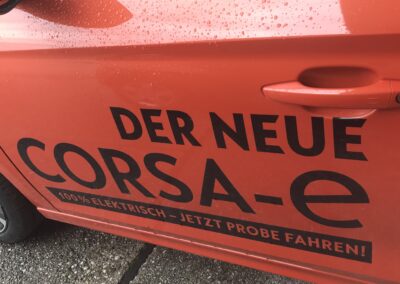 DER NEUE
CORSA-e
100% ELEKTRISCH – JETZT PROBE FAHREN!